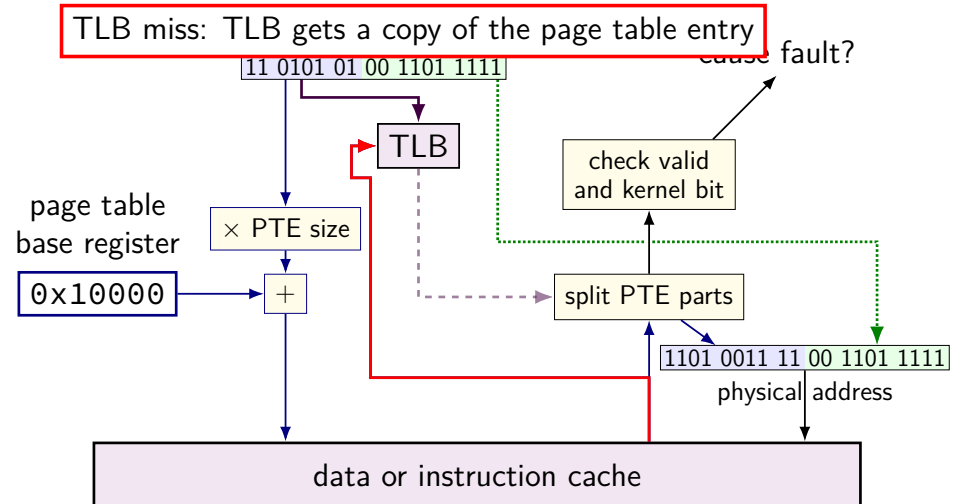 TLB miss: TLB gets a copy of the page table entry
cause fault?
11 0101 01 00 1101 1111
TLB
check valid
and kernel bit
page table
base register
× PTE size
0x10000
+
split PTE parts
1101 0011 11 00 1101 1111
physical address
data or instruction cache